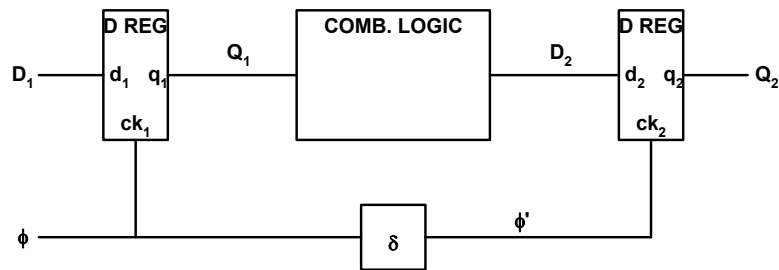 D REG COMB. LOGIC D REG
Q₁ D₂
D₁ d₁ q₁ d₂ q₂ Q₂
ck₁ ck₂
ϕ δ ϕ'